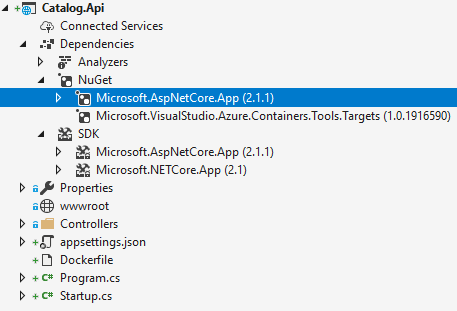 Catalog.Api
Connected Services
Dependencies
Analyzers
NuGet
Microsoft.AspNetCore.App (2.1.1)
Microsoft.VisualStudio.Azure.Containers.Tools.Targets (1.0.1916590)
SDK
Microsoft.AspNetCore.App (2.1.1)
Microsoft.NETCore.App (2.1)
Properties
wwwroot
Controllers
appsettings.json
Dockerfile
C# Program.cs
C# Startup.cs